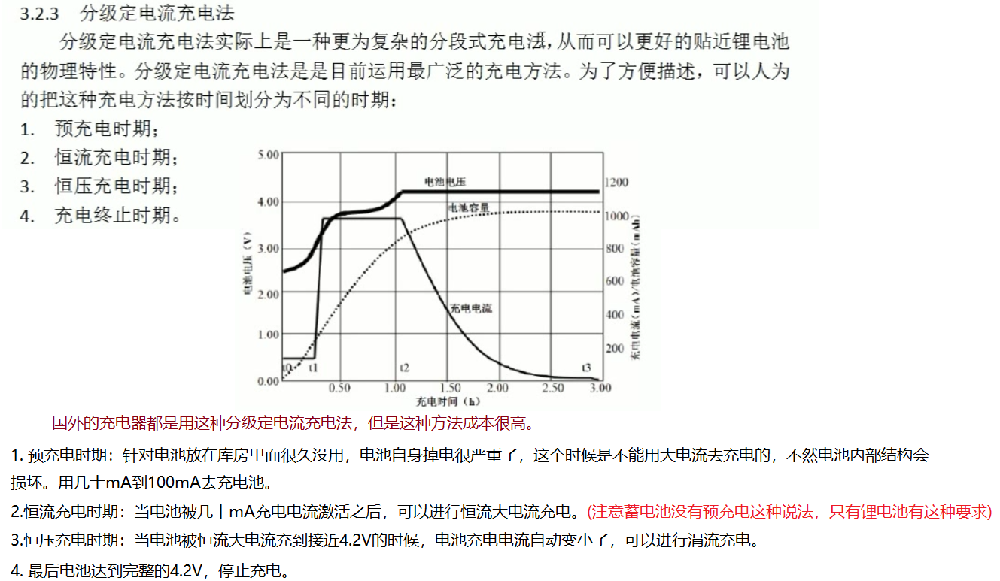 3.2.3 分级定电流充电法
分级定电流充电法实际上是一种更为复杂的分段式充电法，从而可以更好的贴近锂电池
的物理特性。分级定电流充电法是是目前运用最广泛的充电方法。为了方便描述，可以人为
的把这种充电方法按时间划分为不同的时期：
1. 预充电时期；
2. 恒流充电时期；
3. 恒压充电时期；
4. 充电终止时期。
5.00
4.00
3.00
2.00
1.00
0.00
电池电压（V）
电池电压
电池容量
充电电流
t0
t1
t2
t3
1200
1000
800
600
400
200
充电电流(mA)/电池容量(mAh)
0.50
1.00
1.50
2.00
2.50
3.00
充电时间（h）
国外的充电器都是用这种分级定电流充电法，但是这种方法成本很高。
1. 预充电时期：针对电池放在库房里面很久没用，电池自身掉电很严重了，这个时候是不能用大电流去充电的，不然电池内部结构会
损坏。用几十mA到100mA去充电池。
2.恒流充电时期：当电池被几十mA充电电流激活之后，可以进行恒流大电流充电。(注意蓄电池没有预充电这种说法，只有锂电池有这种要求)
3.恒压充电时期：当电池被恒流大电流充到接近4.2V的时候，电池充电电流自动变小了，可以进行涓流充电。
4. 最后电池达到完整的4.2V，停止充电。